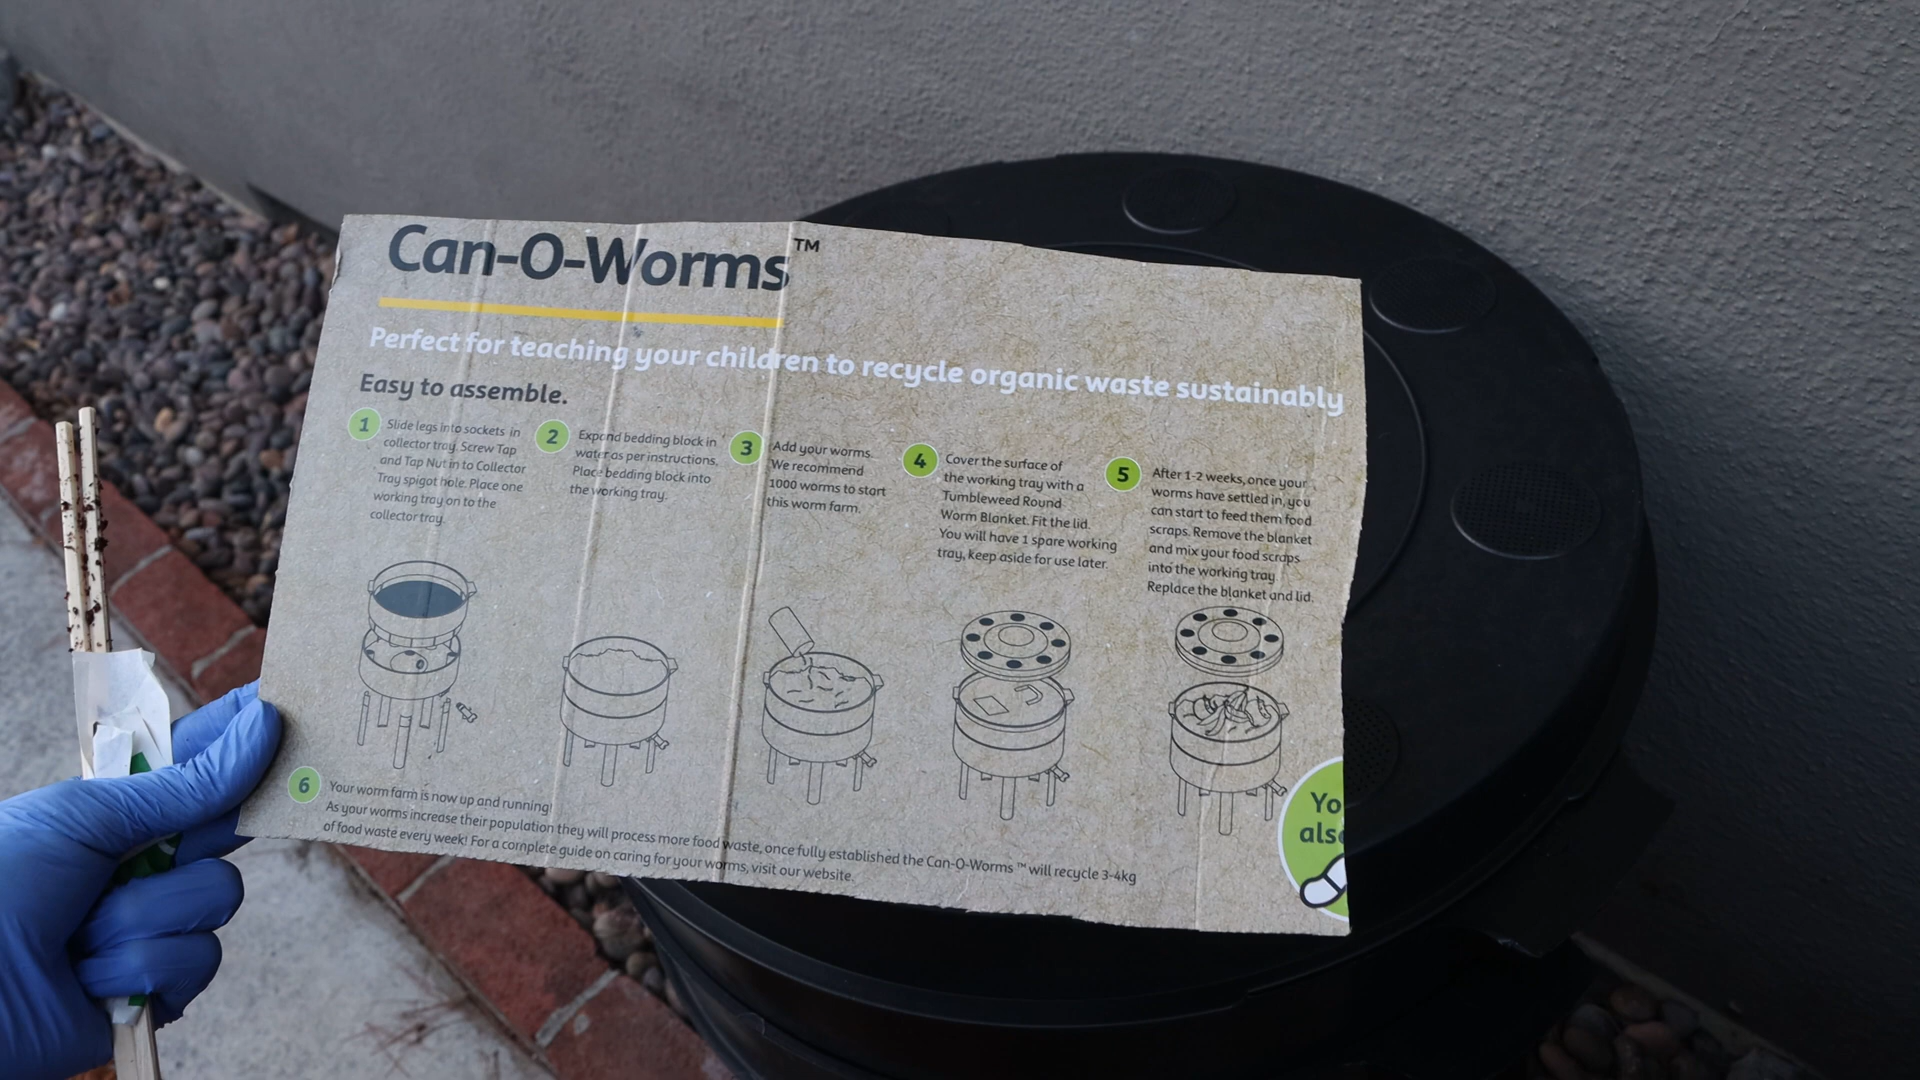 Can-O-Worms™
Perfect for teaching your children to recycle organic waste sustainably
Easy to assemble.
1
Slide legs into sockets in
collector tray. Screw Tap
and Tap Nut in to Collector
Tray spigot hole. Place one
working tray on to the
collector tray.
2
Expand bedding block in
water as per instructions.
Place bedding block into
the working tray.
3
Add your worms.
We recommend
1000 worms to start
this worm farm.
4
Cover the surface of
the working tray with a
Tumbleweed Round
Worm Blanket. Fit the lid.
You will have 1 spare working
tray, keep aside for use later.
5
After 1-2 weeks, once your
worms have settled in, you
can start to feed them food
scraps. Remove the blanket
and mix your food scraps
into the working tray.
Replace the blanket and lid.
6
Your worm farm is now up and running!
As your worms increase their population they will process more food waste, once fully established the Can-O-Worms™ will recycle 3-4kg
of food waste every week! For a complete guide on caring for your worms, visit our website.
Yo
als